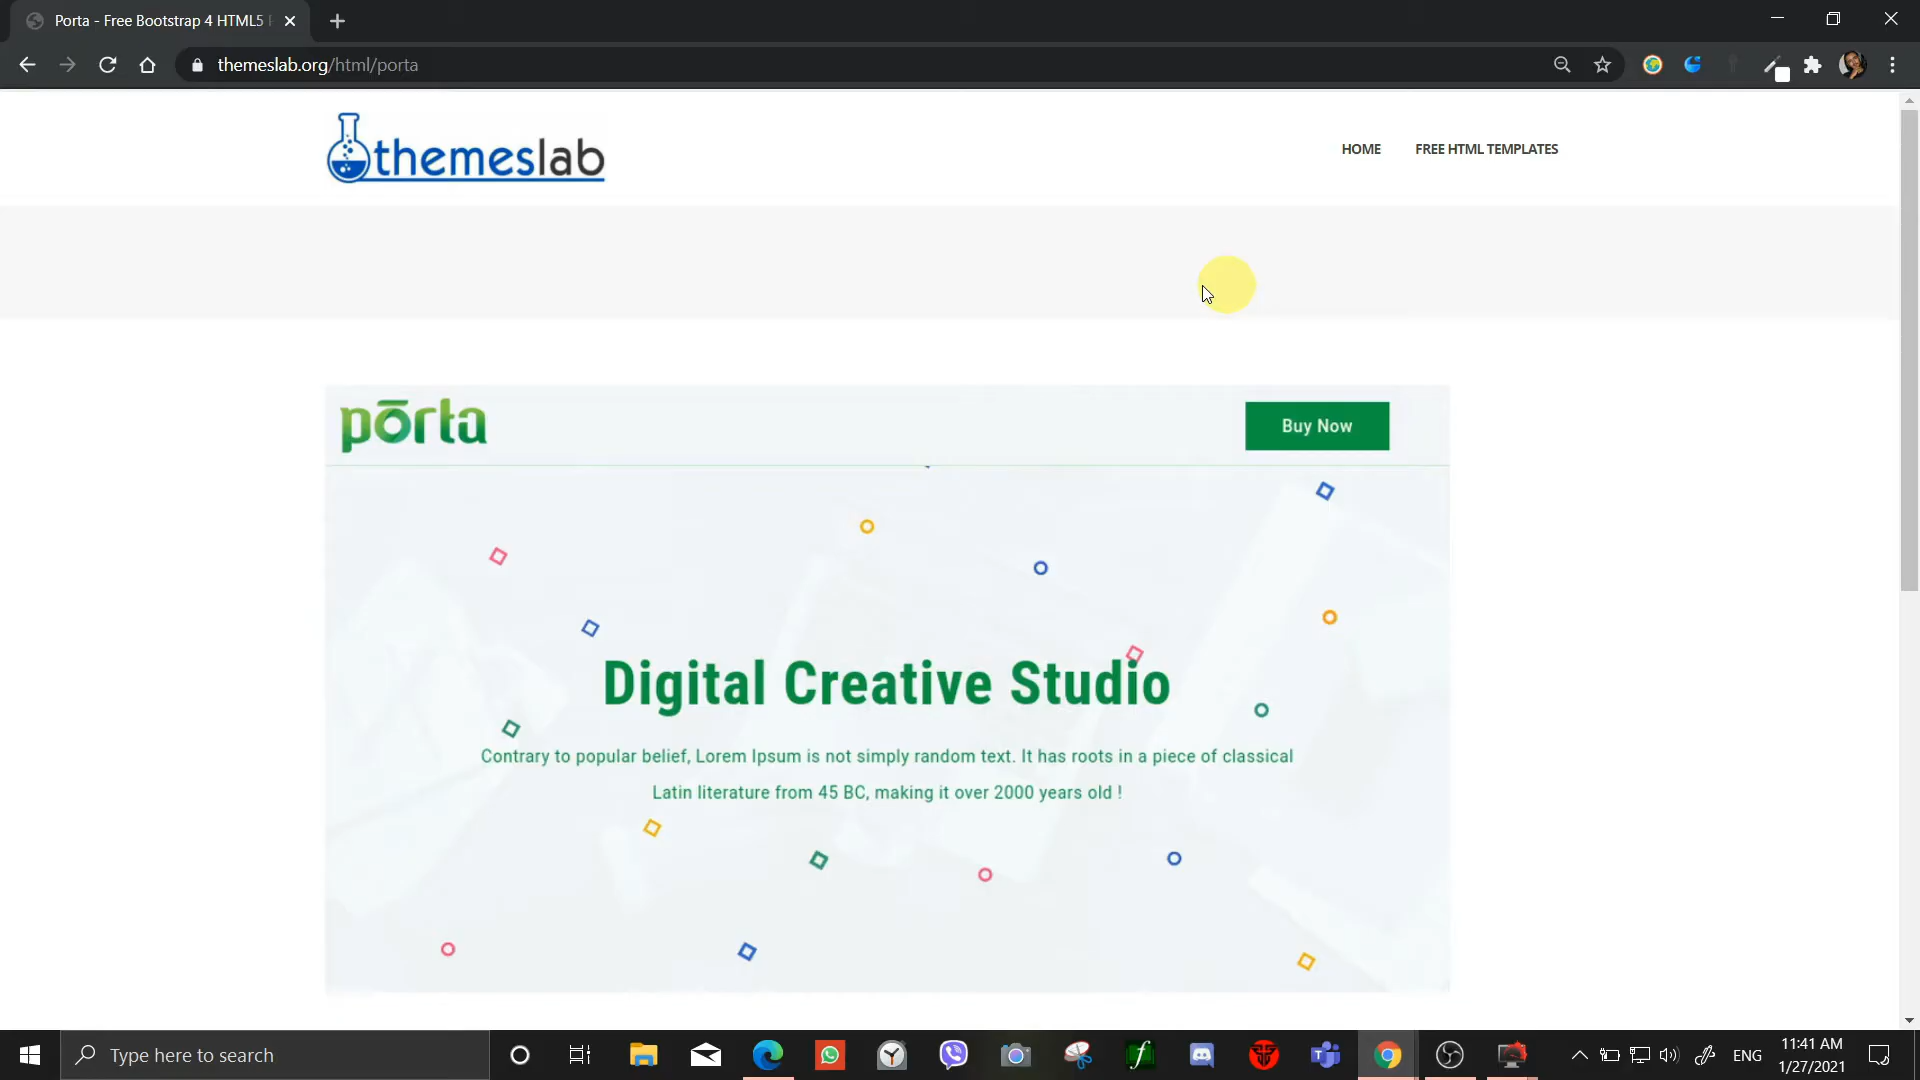 Porta - Free Bootstrap 4 HTML5
themeslab.org/html/porta
themeslab
HOME
FREE HTML TEMPLATES
porta
Buy Now
Digital Creative Studio
Contrary to popular belief, Lorem Ipsum is not simply random text. It has roots in a piece of classical
Latin literature from 45 BC, making it over 2000 years old !
Type here to search
ENG
11:41 AM
1/27/2021